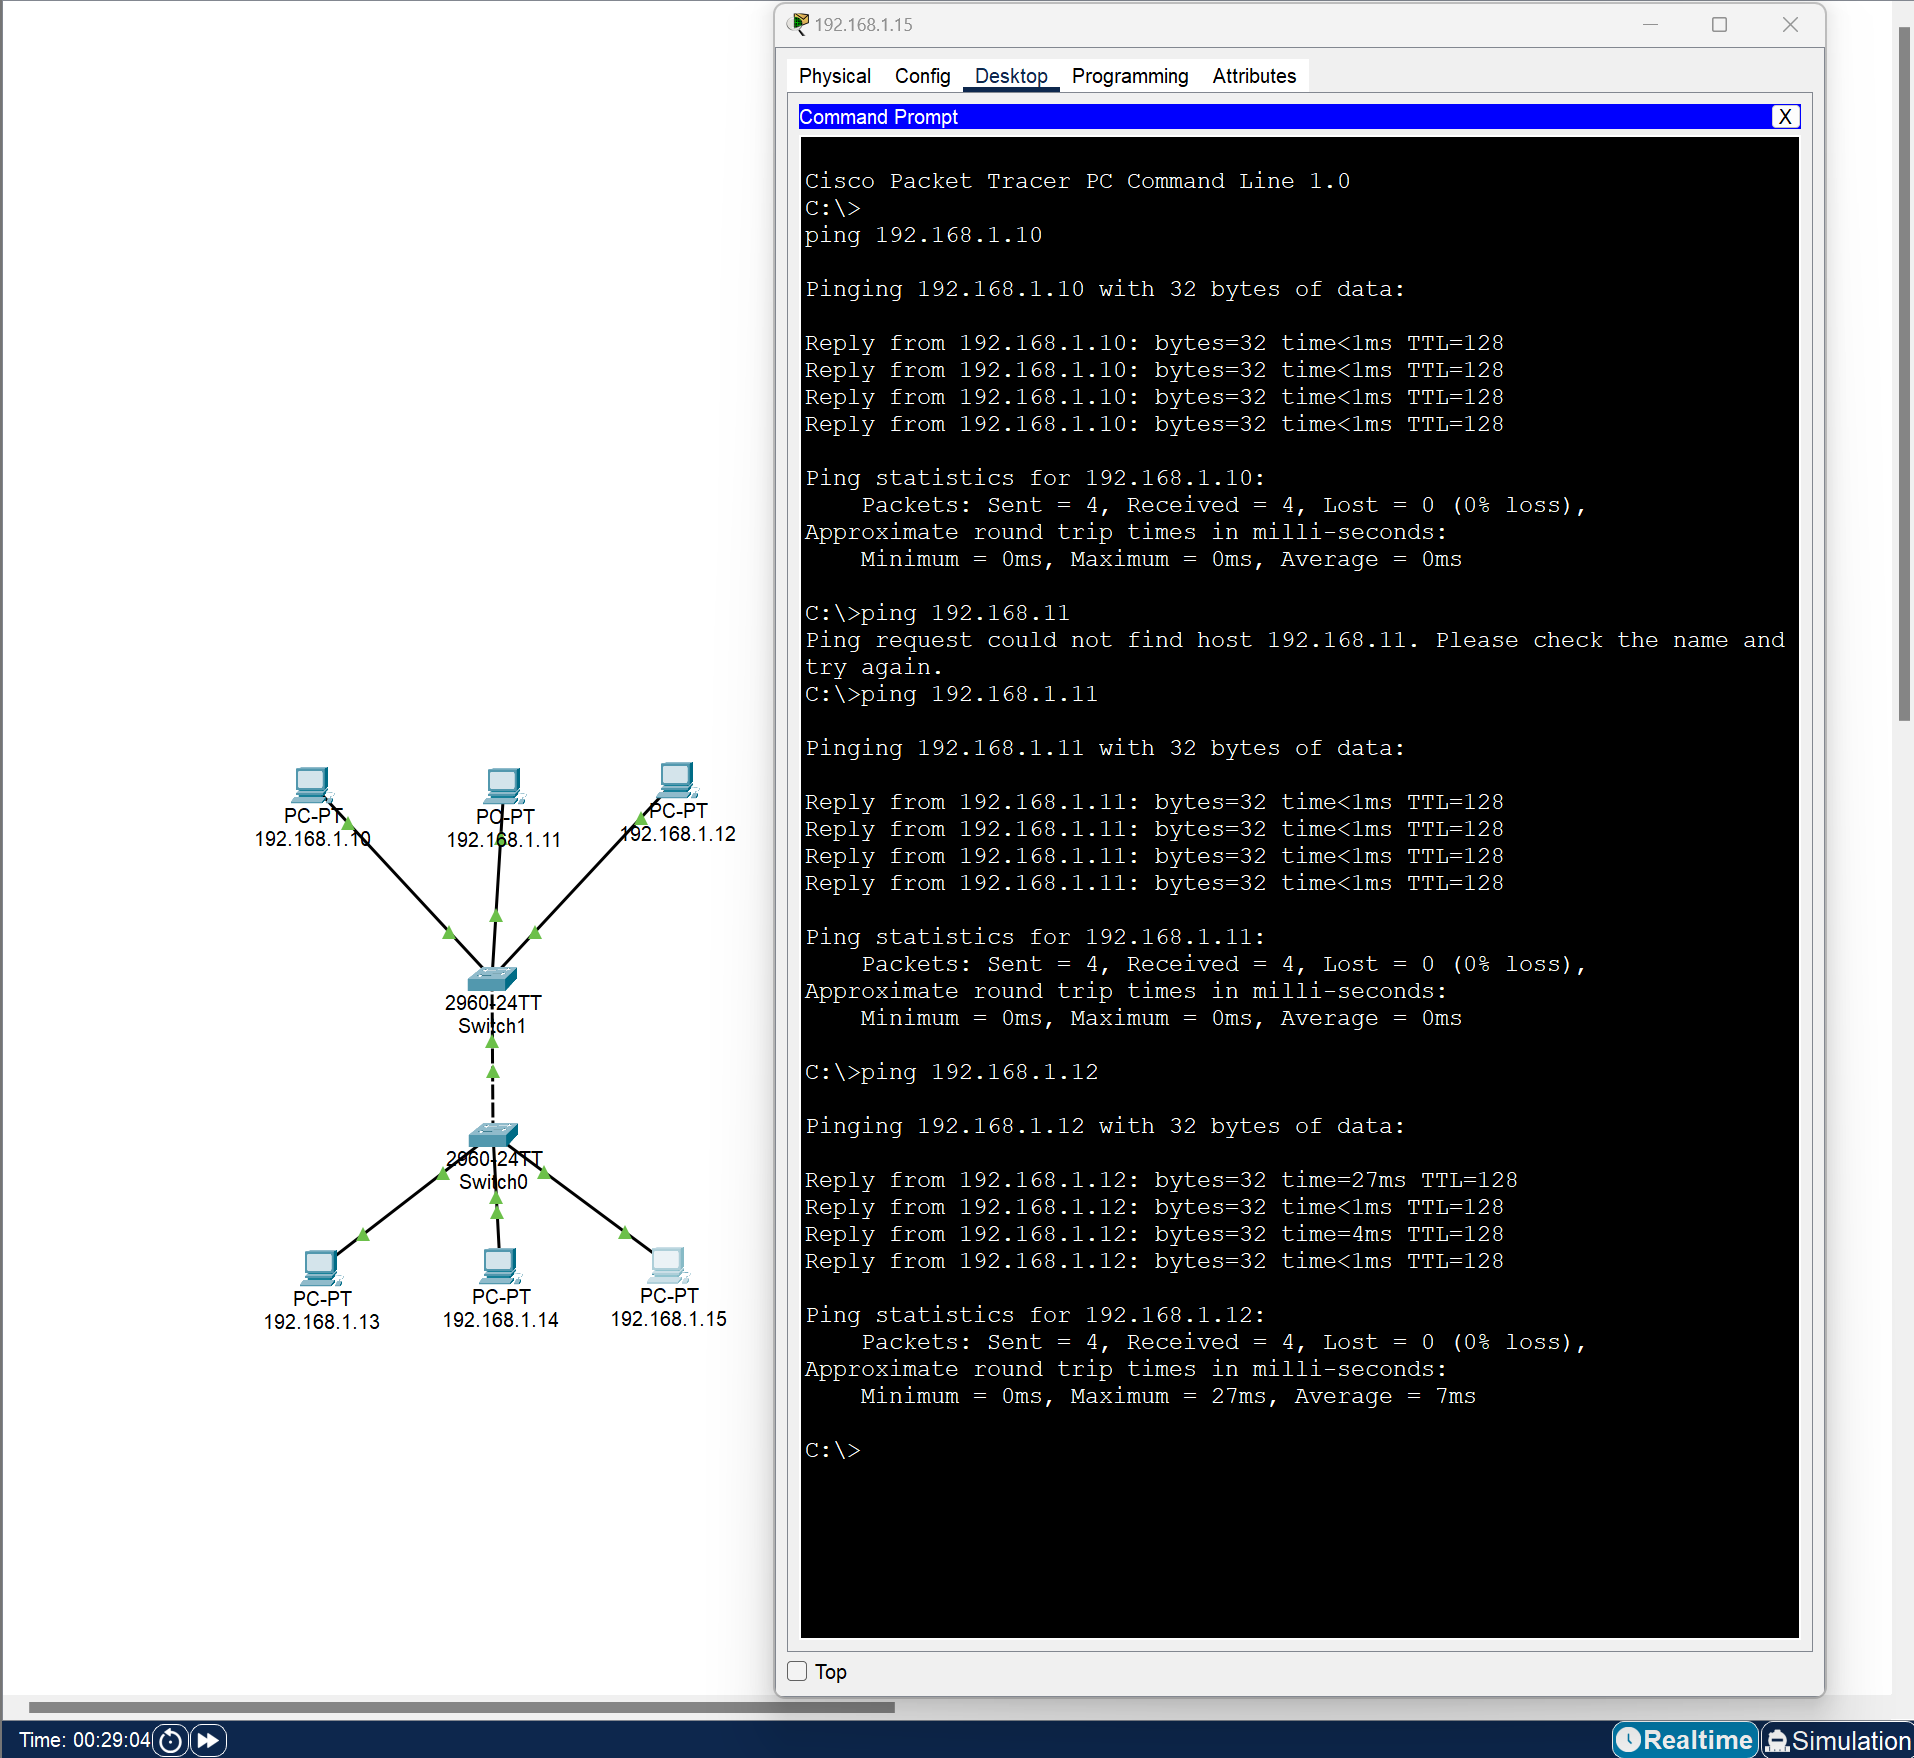 192.168.1.15
Physical Config Desktop Programming Attributes
Command Prompt X
Cisco Packet Tracer PC Command Line 1.0
C:\>
ping 192.168.1.10
Pinging 192.168.1.10 with 32 bytes of data:
Reply from 192.168.1.10: bytes=32 time<1ms TTL=128
Reply from 192.168.1.10: bytes=32 time<1ms TTL=128
Reply from 192.168.1.10: bytes=32 time<1ms TTL=128
Reply from 192.168.1.10: bytes=32 time<1ms TTL=128
Ping statistics for 192.168.1.10:
Packets: Sent = 4, Received = 4, Lost = 0 (0% loss),
Approximate round trip times in milli-seconds:
Minimum = 0ms, Maximum = 0ms, Average = 0ms
C:\>ping 192.168.11
Ping request could not find host 192.168.11. Please check the name and
try again.
C:\>ping 192.168.1.11
Pinging 192.168.1.11 with 32 bytes of data:
Reply from 192.168.1.11: bytes=32 time<1ms TTL=128
Reply from 192.168.1.11: bytes=32 time<1ms TTL=128
Reply from 192.168.1.11: bytes=32 time<1ms TTL=128
Reply from 192.168.1.11: bytes=32 time<1ms TTL=128
Ping statistics for 192.168.1.11:
Packets: Sent = 4, Received = 4, Lost = 0 (0% loss),
Approximate round trip times in milli-seconds:
Minimum = 0ms, Maximum = 0ms, Average = 0ms
C:\>ping 192.168.1.12
Pinging 192.168.1.12 with 32 bytes of data:
Reply from 192.168.1.12: bytes=32 time=27ms TTL=128
Reply from 192.168.1.12: bytes=32 time<1ms TTL=128
Reply from 192.168.1.12: bytes=32 time=4ms TTL=128
Reply from 192.168.1.12: bytes=32 time<1ms TTL=128
Ping statistics for 192.168.1.12:
Packets: Sent = 4, Received = 4, Lost = 0 (0% loss),
Approximate round trip times in milli-seconds:
Minimum = 0ms, Maximum = 27ms, Average = 7ms
C:\>
Top
PC-PT
192.168.1.10
PC-PT
192.168.1.11
PC-PT
192.168.1.12
2960-24TT
Switch1
2960-24TT
Switch0
PC-PT
192.168.1.13
PC-PT
192.168.1.14
PC-PT
192.168.1.15
Time: 00:29:04
Realtime
Simulation